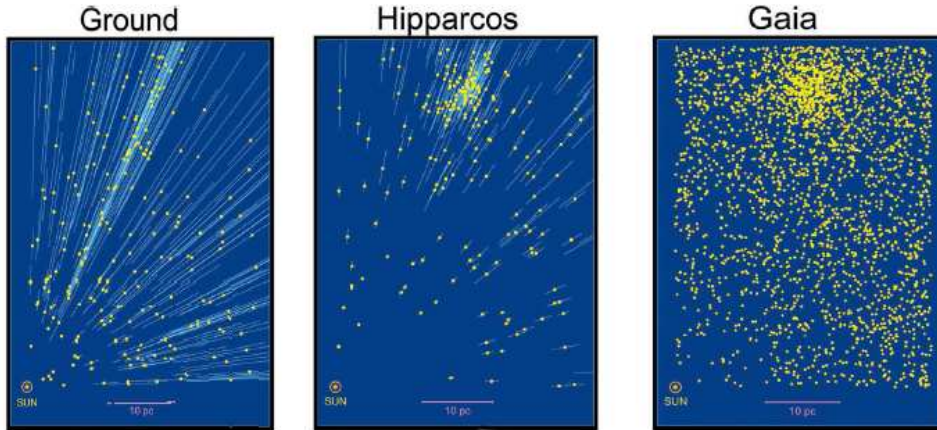 Ground
Hipparcos
Gaia
SUN
10 pc
SUN
10 pc
SUN
10 pc